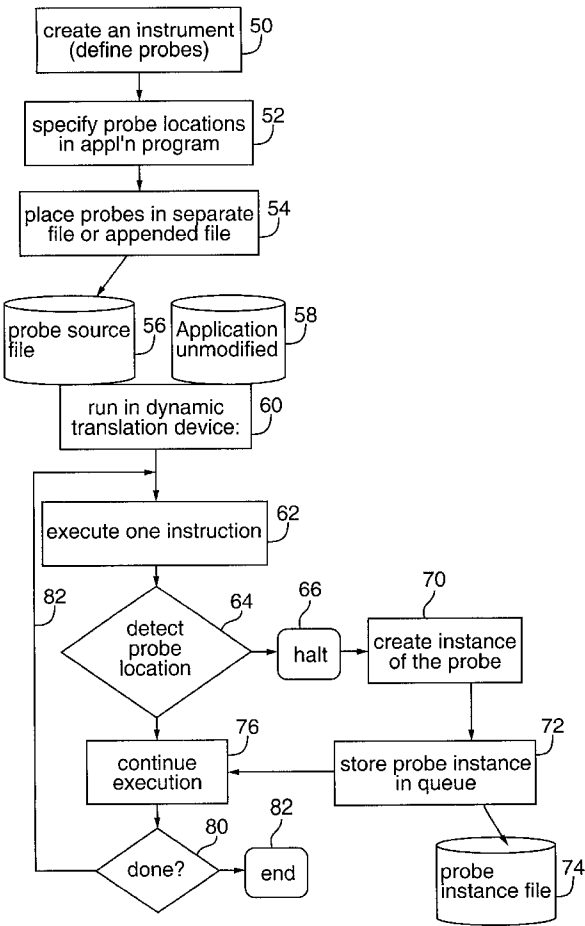 create an instrument
(define probes)
50
specify probe locations
in appl'n program
52
place probes in separate
file or appended file
54
probe source
file
56
Application
unmodified
58
run in dynamic
translation device:
60
execute one instruction
62
82
detect
probe
location
64
66
halt
70
create instance
of the probe
76
continue
execution
72
store probe instance
in queue
80
done?
82
end
probe
instance file
74